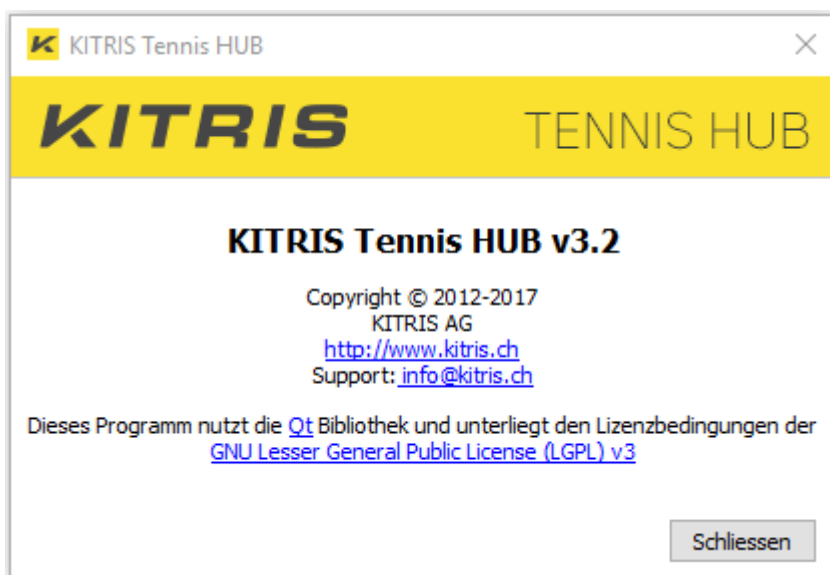 KITRIS Tennis HUB
KITRIS TENNIS HUB
KITRIS Tennis HUB v3.2
Copyright © 2012-2017
KITRIS AG
http://www.kitris.ch
Support: info@kitris.ch
Dieses Programm nutzt die Qt Bibliothek und unterliegt den Lizenzbedingungen der
GNU Lesser General Public License (LGPL) v3
Schliessen